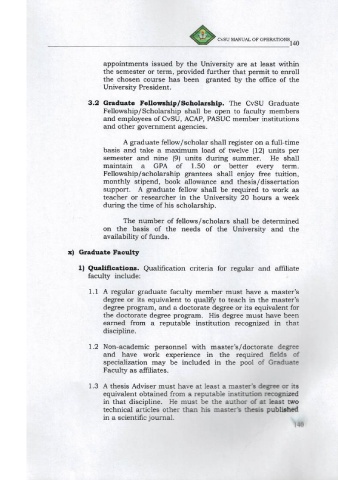 CvSU MANUAL OF OPERATIONS 140
appointments issued by the University are at least within
the semester or term, provided further that permit to enroll
the chosen course has been granted by the office of the
University President.
3.2 Graduate Fellowship/Scholarship. The CvSU Graduate
Fellowship/Scholarship shall be open to faculty members
and employees of CvSU, ACAP, PASUC member institutions
and other government agencies.
A graduate fellow/scholar shall register on a full-time
basis and take a maximum load of twelve (12) units per
semester and nine (9) units during summer. He shall
maintain a GPA of 1.50 or better every term.
Fellowship/scholarship grantees shall enjoy free tuition,
monthly stipend, book allowance and thesis/dissertation
support. A graduate fellow shall be required to work as
teacher or researcher in the University 20 hours a week
during the time of his scholarship.
The number of fellows/scholars shall be determined
on the basis of the needs of the University and the
availability of funds.
x) Graduate Faculty
1) Qualifications. Qualification criteria for regular and affiliate
faculty include:
1.1 A regular graduate faculty member must have a master's
degree or its equivalent to qualify to teach in the master's
degree program, and a doctorate degree or its equivalent for
the doctorate degree program. His degree must have been
earned from a reputable institution recognized in that
discipline.
1.2 Non-academic personnel with master's/doctorate degree
and have work experience in the required fields of
specialization may be included in the pool of Graduate
Faculty as affiliates.
1.3 A thesis Adviser must have at least a master's degree or its
equivalent obtained from a reputable institution recognized
in that discipline. He must be the author of at least two
technical articles other than his master's thesis published
in a scientific journal.
140